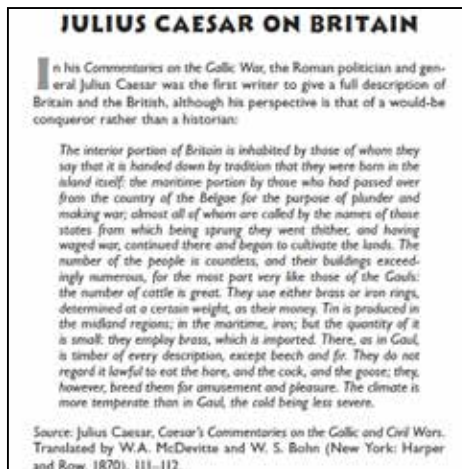 JULIUS CAESAR ON BRITAIN
In his Commentaries on the Gallic War, the Roman politician and gen-
eral Julius Caesar was the first writer to give a full description of
Britain and the British, although his perspective is that of a would-be
conqueror rather than a historian:
The interior portion of Britain is inhabited by those of whom they
say that it is handed down by tradition that they were born in the
island itself: the maritime portion by those who had passed over
from the country of the Belgae for the purpose of plunder and
making war; almost all of whom are called by the names of those
states from which being sprung they went thither, and having
waged war, continued there and began to cultivate the lands. The
number of the people is countless, and their buildings exceed-
ingly numerous, for the most part very like those of the Gauls:
the number of cattle is great. They use either brass or iron rings,
determined at a certain weight, as their money. Tin is produced in
the midland regions; in the maritime, iron; but the quantity of it
is small: they employ brass, which is imported. There, as in Gaul,
is timber of every description, except beech and fir. They do not
regard it lawful to eat the hare, and the cock, and the goose; they,
however, breed them for amusement and pleasure. The climate is
more temperate than in Gaul, the cold being less severe.
Source: Julius Caesar, Caesar's Commentaries on the Gallic and Civil Wars.
Translated by W.A. McDevitte and W. S. Bohn (New York: Harper
and Row, 1870), 111–112.